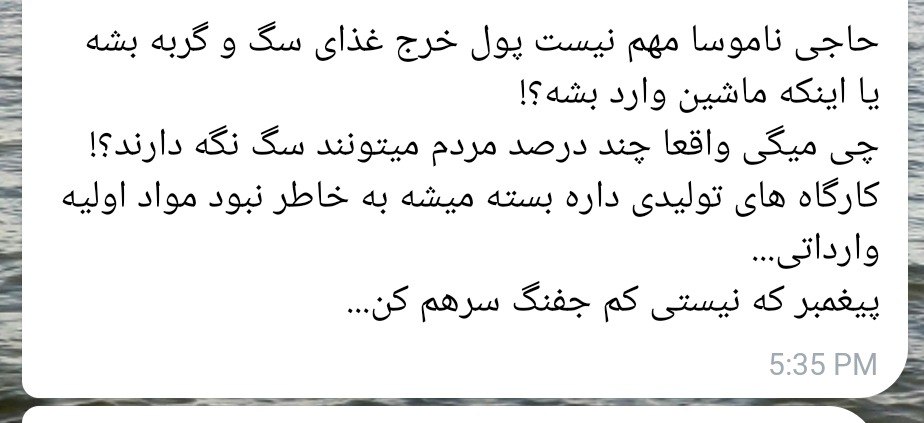 حاجی ناموسا مهم نیست پول خرج غذای سگ و گربه بشه
یا اینکه ماشین وارد بشه؟!
چی میگی واقعا چند درصد مردم میتونند سگ نگه دارند؟!
کارگاه های تولیدی داره بسته میشه به خاطر نبود مواد اولیه
وارداتی...
پیغمبر که نیستی کم جفنگ سرهم کن...
5:35 PM